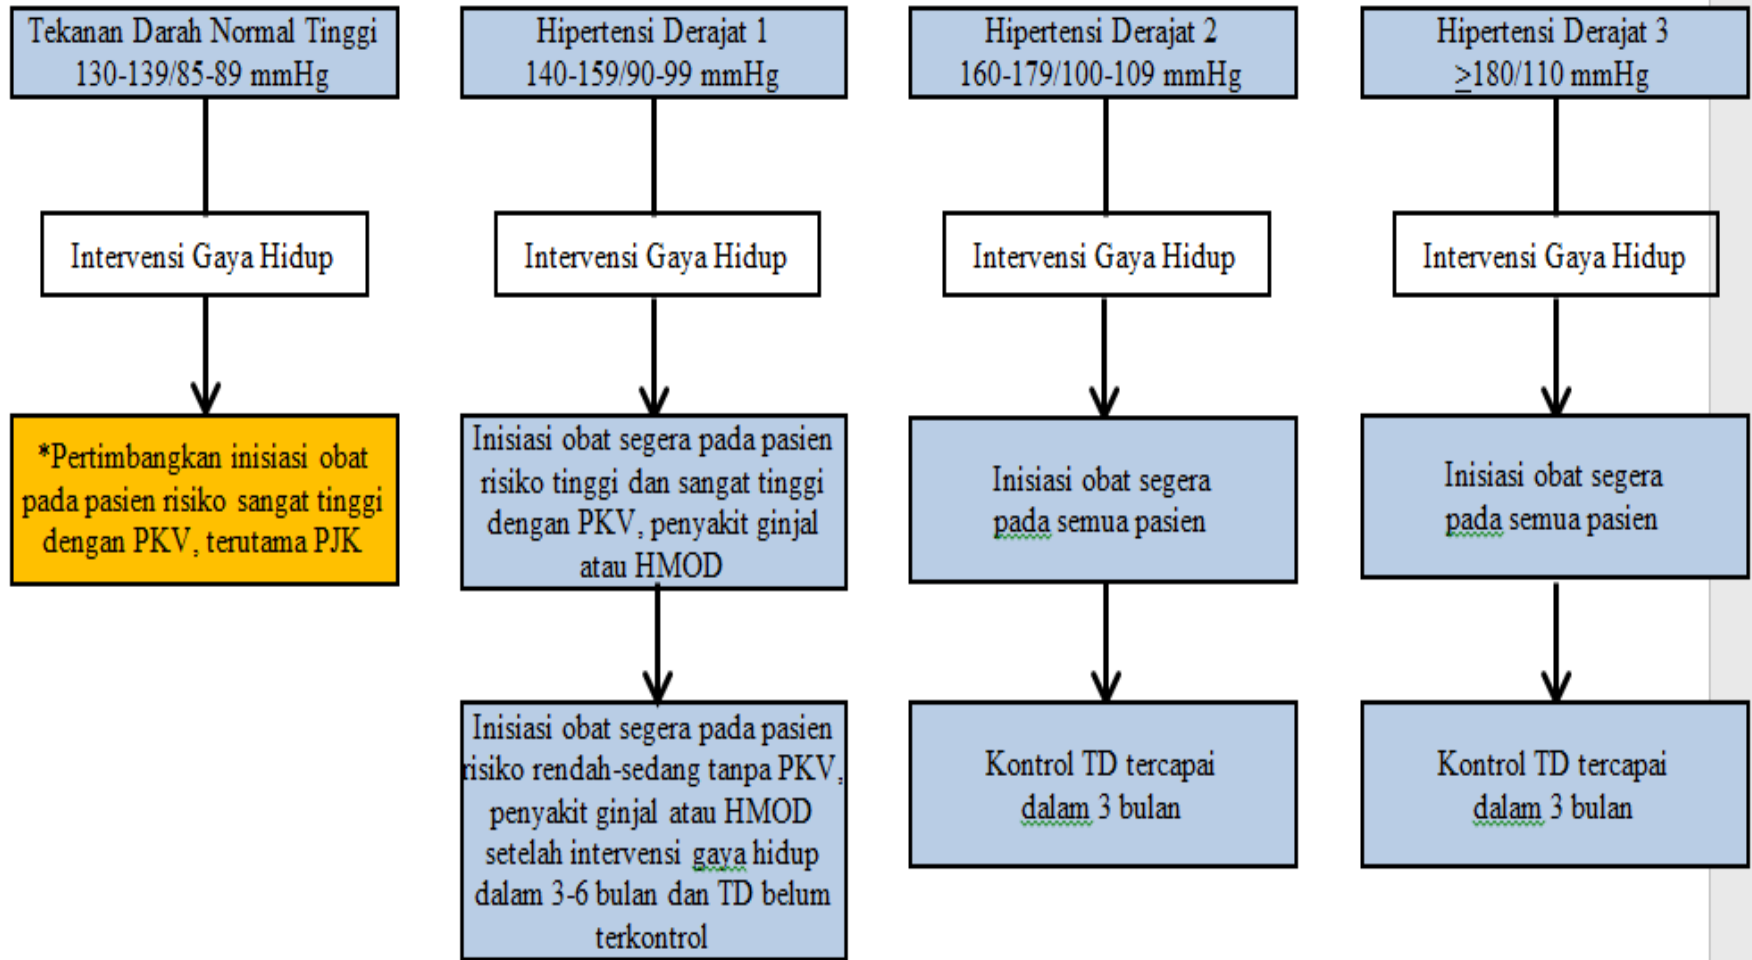 Tekanan Darah Normal Tinggi
130-139/85-89 mmHg
Hipertensi Derajat 1
140-159/90-99 mmHg
Hipertensi Derajat 2
160-179/100-109 mmHg
Hipertensi Derajat 3
≥180/110 mmHg
Intervensi Gaya Hidup
Intervensi Gaya Hidup
Intervensi Gaya Hidup
Intervensi Gaya Hidup
*Pertimbangkan inisiasi obat
pada pasien risiko sangat tinggi
dengan PKV, terutama PJK
Inisiasi obat segera pada pasien
risiko tinggi dan sangat tinggi
dengan PKV, penyakit ginjal
atau HMOD
Inisiasi obat segera
pada semua pasien
Inisiasi obat segera
pada semua pasien
Inisiasi obat segera pada pasien
risiko rendah-sedang tanpa PKV,
penyakit ginjal atau HMOD
setelah intervensi gaya hidup
dalam 3-6 bulan dan TD belum
terkontrol
Kontrol TD tercapai
dalam 3 bulan
Kontrol TD tercapai
dalam 3 bulan